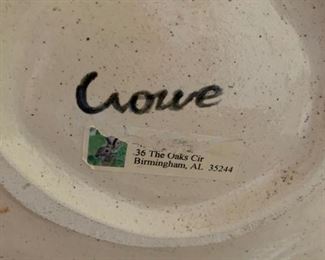 Crowe
36 The Oaks Cir
Birmingham, AL 35244